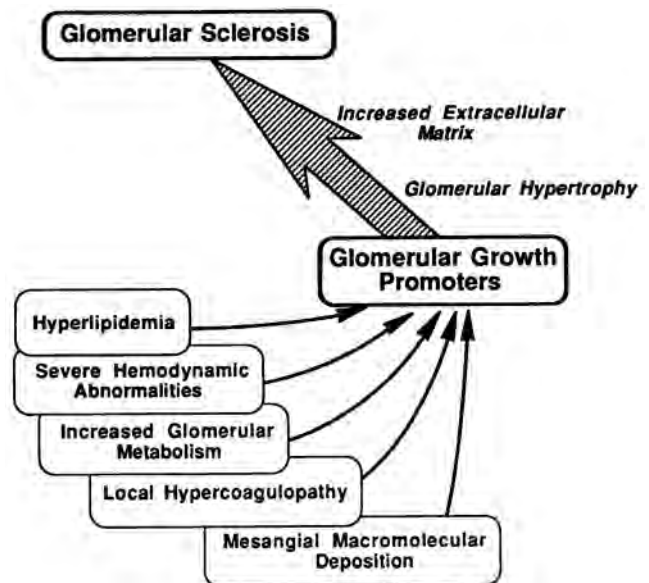 Glomerular Sclerosis
Increased Extracellular
Matrix
Glomerular Hypertrophy
Glomerular Growth
Promoters
Hyperlipidemia
Severe Hemodynamic
Abnormalities
Increased Glomerular
Metabolism
Local Hypercoagulopathy
Mesangial Macromolecular
Deposition